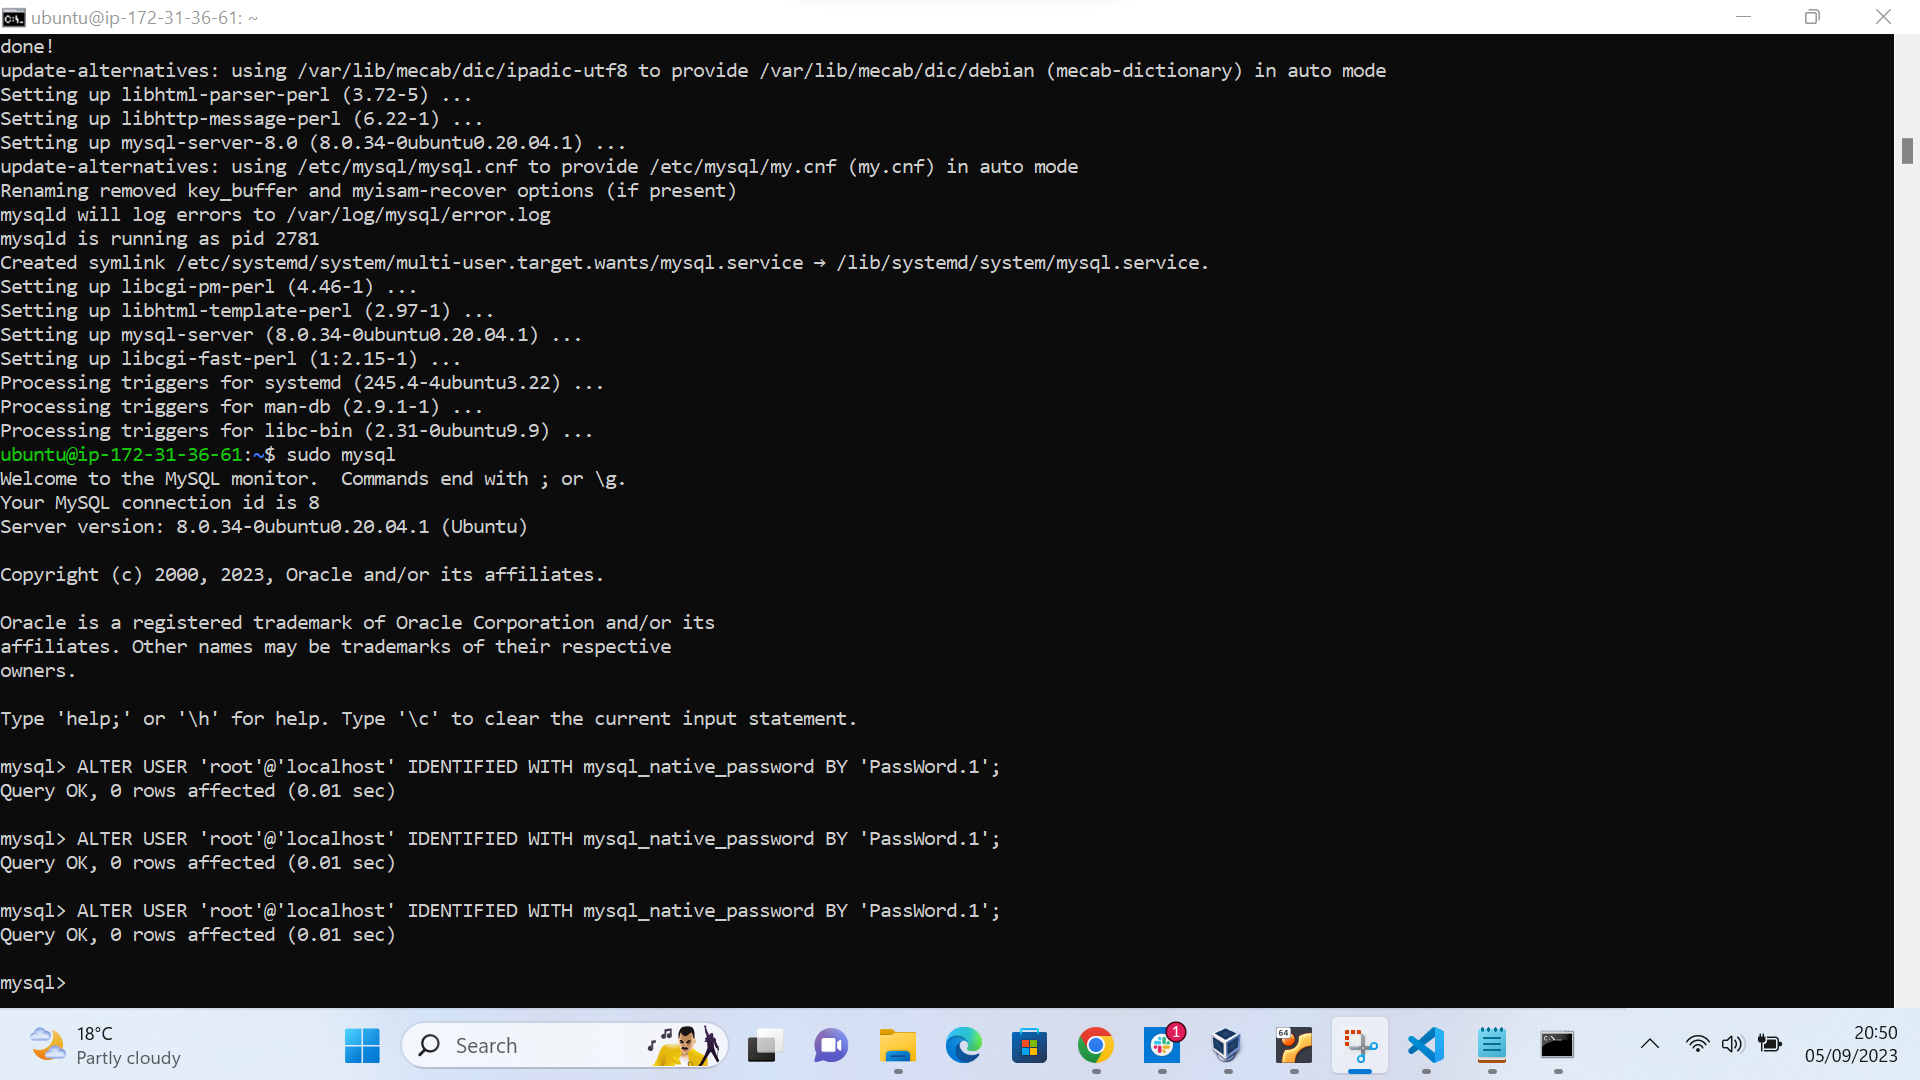 ubuntu@ip-172-31-36-61: ~
done!
update-alternatives: using /var/lib/mecab/dic/ipadic-utf8 to provide /var/lib/mecab/dic/debian (mecab-dictionary) in auto mode
Setting up libhtml-parser-perl (3.72-5) ...
Setting up libhttp-message-perl (6.22-1) ...
Setting up mysql-server-8.0 (8.0.34-0ubuntu0.20.04.1) ...
update-alternatives: using /etc/mysql/mysql.cnf to provide /etc/mysql/my.cnf (my.cnf) in auto mode
Renaming removed key_buffer and myisam-recover options (if present)
mysqld will log errors to /var/log/mysql/error.log
mysqld is running as pid 2781
Created symlink /etc/systemd/system/multi-user.target.wants/mysql.service → /lib/systemd/system/mysql.service.
Setting up libcgi-pm-perl (4.46-1) ...
Setting up libhtml-template-perl (2.97-1) ...
Setting up mysql-server (8.0.34-0ubuntu0.20.04.1) ...
Setting up libcgi-fast-perl (1:2.15-1) ...
Processing triggers for systemd (245.4-4ubuntu3.22) ...
Processing triggers for man-db (2.9.1-1) ...
Processing triggers for libc-bin (2.31-0ubuntu9.9) ...
ubuntu@ip-172-31-36-61:~$ sudo mysql
Welcome to the MySQL monitor.  Commands end with ; or \g.
Your MySQL connection id is 8
Server version: 8.0.34-0ubuntu0.20.04.1 (Ubuntu)
Copyright (c) 2000, 2023, Oracle and/or its affiliates.
Oracle is a registered trademark of Oracle Corporation and/or its
affiliates. Other names may be trademarks of their respective
owners.
Type 'help;' or '\h' for help. Type '\c' to clear the current input statement.
mysql> ALTER USER 'root'@'localhost' IDENTIFIED WITH mysql_native_password BY 'PassWord.1';
Query OK, 0 rows affected (0.01 sec)
mysql> ALTER USER 'root'@'localhost' IDENTIFIED WITH mysql_native_password BY 'PassWord.1';
Query OK, 0 rows affected (0.01 sec)
mysql> ALTER USER 'root'@'localhost' IDENTIFIED WITH mysql_native_password BY 'PassWord.1';
Query OK, 0 rows affected (0.01 sec)
mysql>
18°C
Partly cloudy
Search
1
64
20:50
05/09/2023